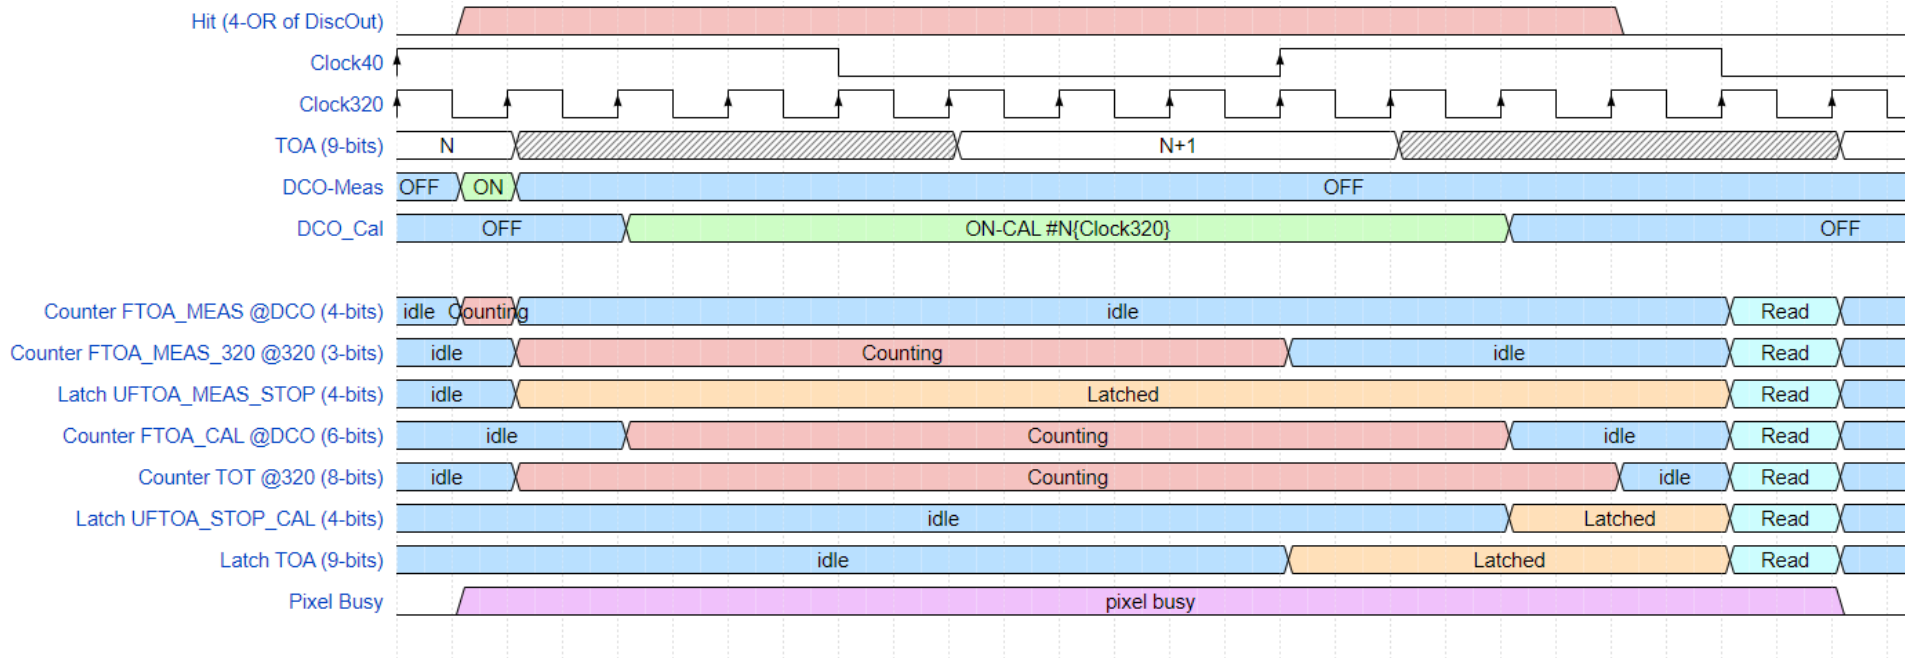 Hit (4-OR of DiscOut)
Clock40
Clock320
TOA (9-bits) N N+1
DCO-Meas OFF ON OFF
DCO_Cal OFF ON-CAL #N{Clock320} OFF
Counter FTOA_MEAS @DCO (4-bits) idle Counting idle Read
Counter FTOA_MEAS_320 @320 (3-bits) idle Counting idle Read
Latch UFTOA_MEAS_STOP (4-bits) idle Latched Read
Counter FTOA_CAL @DCO (6-bits) idle Counting idle Read
Counter TOT @320 (8-bits) idle Counting idle Read
Latch UFTOA_STOP_CAL (4-bits) idle Latched Read
Latch TOA (9-bits) idle Latched Read
Pixel Busy pixel busy